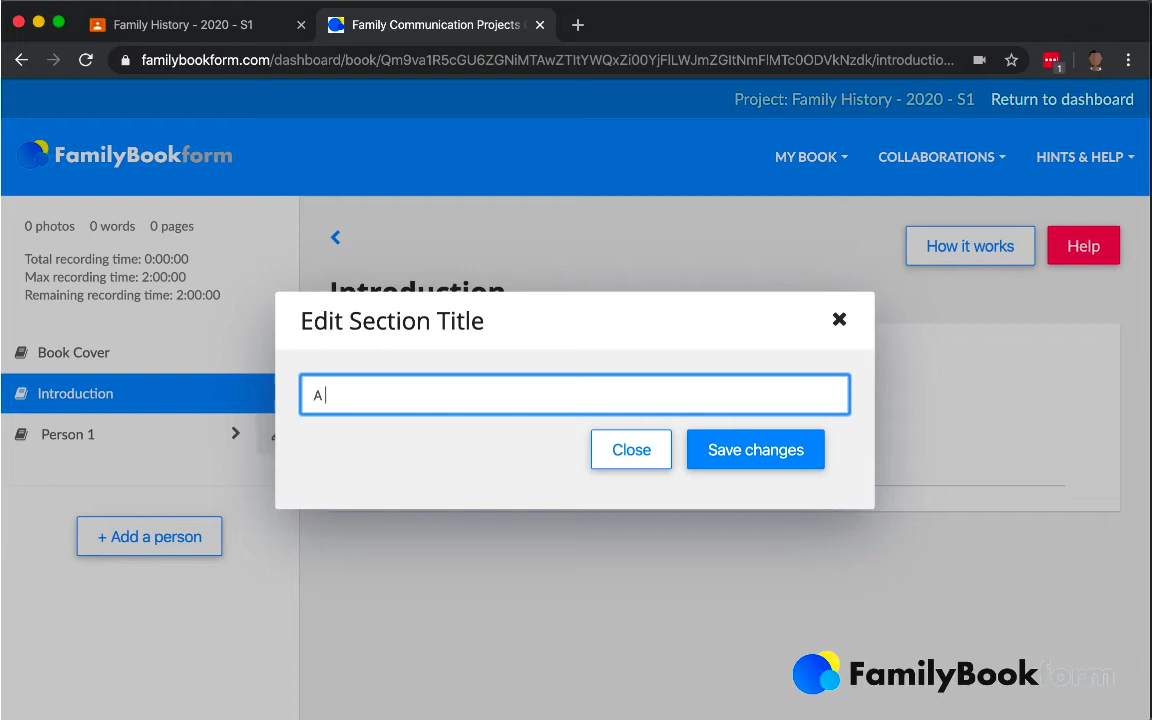 Family History - 2020 - S1
Family Communication Projects
familybookform.com/dashboard/book/Qm9va1R5cGU6ZGNiMTAwZTItYWQxZi00YjFlLWJmZGItNmFlMTc0ODVkNzdk/introductio...
1
Project: Family History - 2020 - S1 Return to dashboard
FamilyBookform
MY BOOK COLLABORATIONS HINTS & HELP
0 photos 0 words 0 pages
Total recording time: 0:00:00
Max recording time: 2:00:00
Remaining recording time: 2:00:00
How it works Help
Introduction
Edit Section Title
Book Cover
Introduction
A
Person 1
Close Save changes
+ Add a person
FamilyBookform